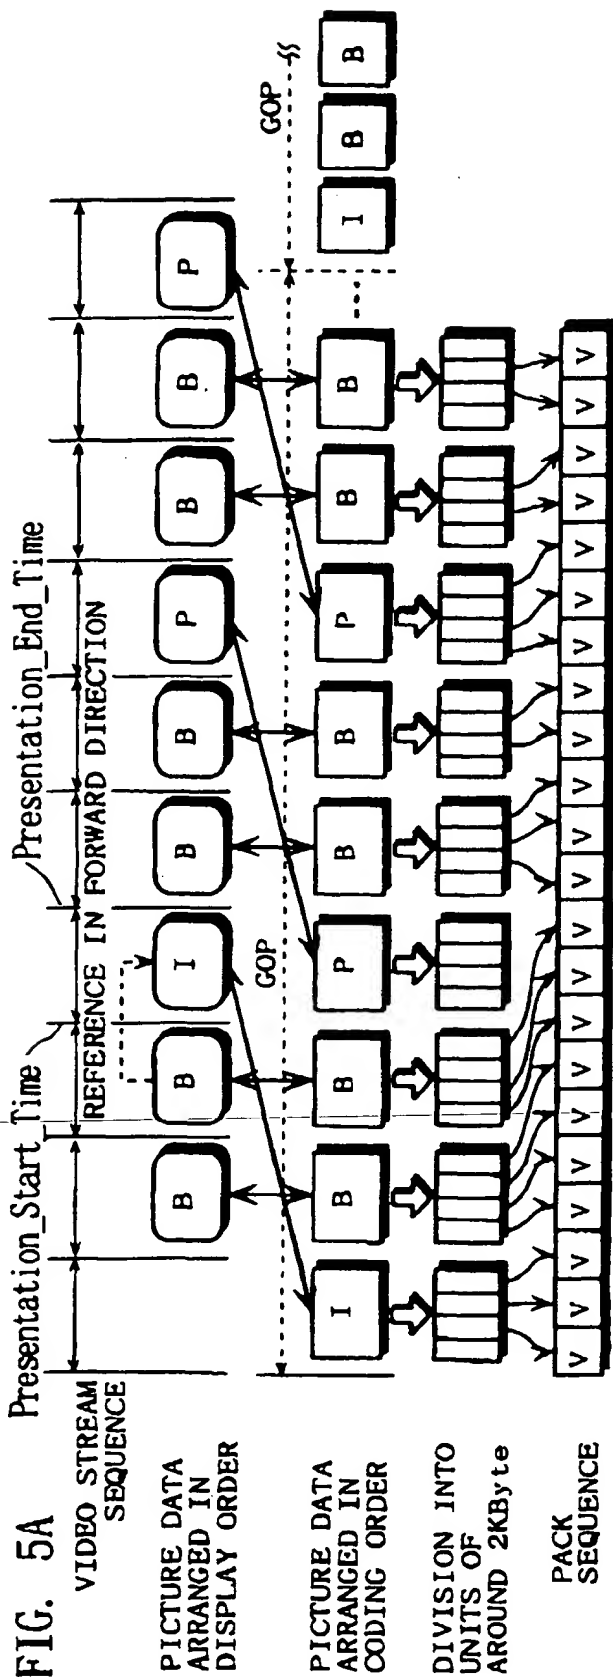 FIG. 5A
Presentation_Start_Time
Presentation_End_Time
VIDEO STREAM
SEQUENCE
REFERENCE IN FORWARD DIRECTION
PICTURE DATA
ARRANGED IN
DISPLAY ORDER
B B I B B P B B P
GOP GOP
PICTURE DATA
ARRANGED IN
CODING ORDER
I B B P B B P B B I B B
DIVISION INTO
UNITS OF
AROUND 2KByte
PACK
SEQUENCE
V V V V V V V V V V V V V V V V V V V V V V